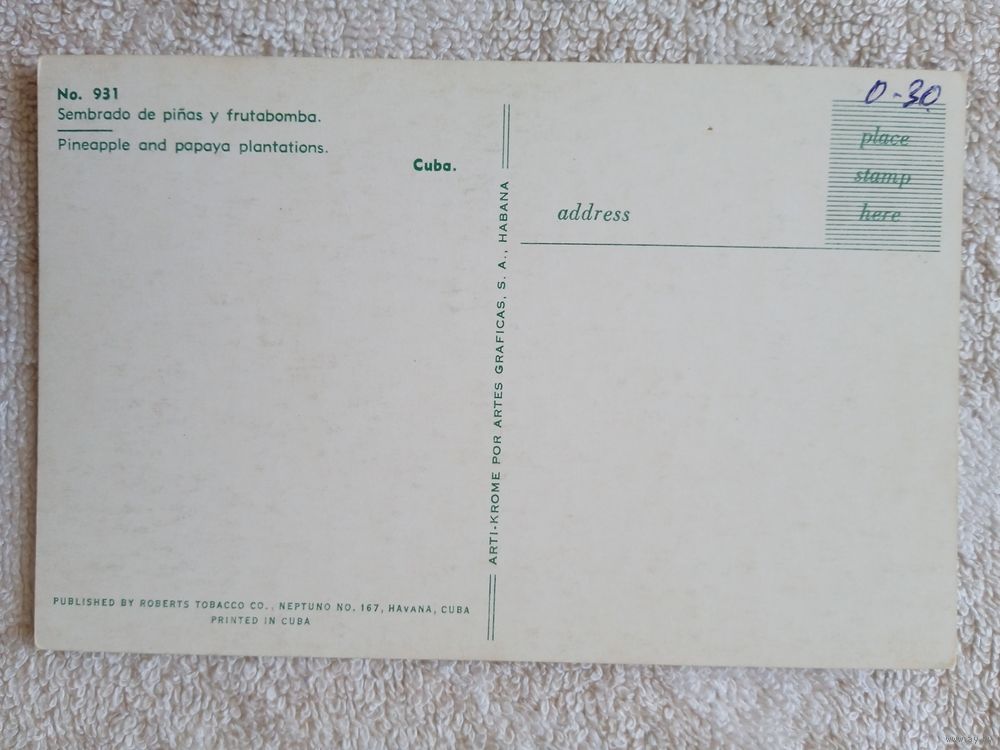 No. 931
Sembrado de piñas y frutabomba.
Pineapple and papaya plantations.
Cuba.
ARTI-KROME POR ARTES GRAFICAS, S. A., HABANA
0-30
place
stamp
here
address
PUBLISHED BY ROBERTS TOBACCO CO., NEPTUNO NO. 167, HAVANA, CUBA
PRINTED IN CUBA